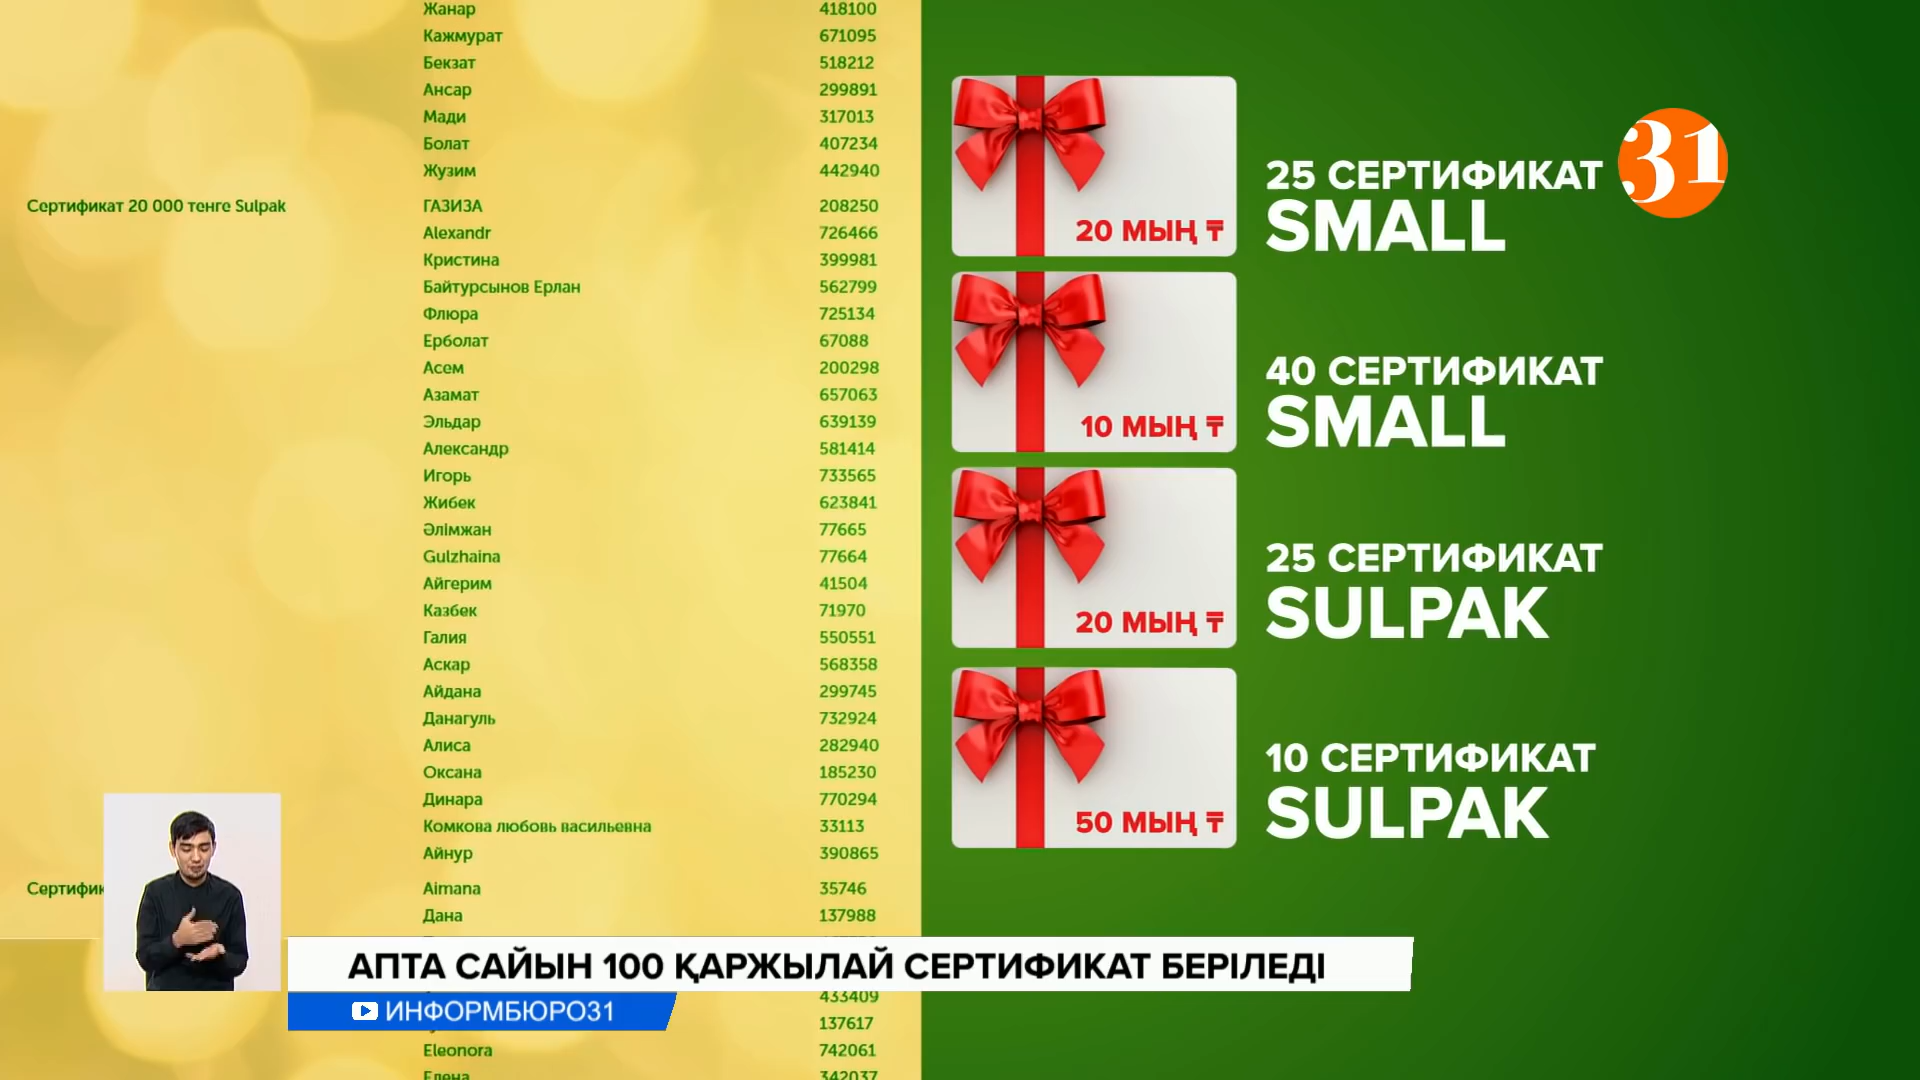 Жанар 418100
Кажмурат 671095
Бекзат 518212
Ансар 299891
Мади 317013
Болат 407234
Жузим 442940
Сертификат 20 000 тенге Sulpak ГАЗИЗА 208250
Alexandr 726466
Кристина 399981
Байтурсынов Ерлан 562799
Флюра 725134
Ерболат 67088
Асем 200298
Азамат 657063
Эльдар 639139
Александр 581414
Игорь 733565
Жибек 623841
Әлімжан 77665
Gulzhaina 77664
Айгерим 41504
Казбек 71970
Галия 550551
Аскар 568358
Айдана 299745
Данагуль 732924
Алиса 282940
Оксана 185230
Динара 770294
Комкова любовь васильевна 33113
Айнур 390865
Сертифик Aimana 35746
Дана 137988
433409
137617
Eleonora 742061
Елена 342037
20 МЫҢ ₸
25 СЕРТИФИКАТ
SMALL
31
10 МЫҢ ₸
40 СЕРТИФИКАТ
SMALL
20 МЫҢ ₸
25 СЕРТИФИКАТ
SULPAK
50 МЫҢ ₸
10 СЕРТИФИКАТ
SULPAK
АПТА САЙЫН 100 ҚАРЖЫЛАЙ СЕРТИФИКАТ БЕРІЛЕДІ
ИНФОРМБЮРО31